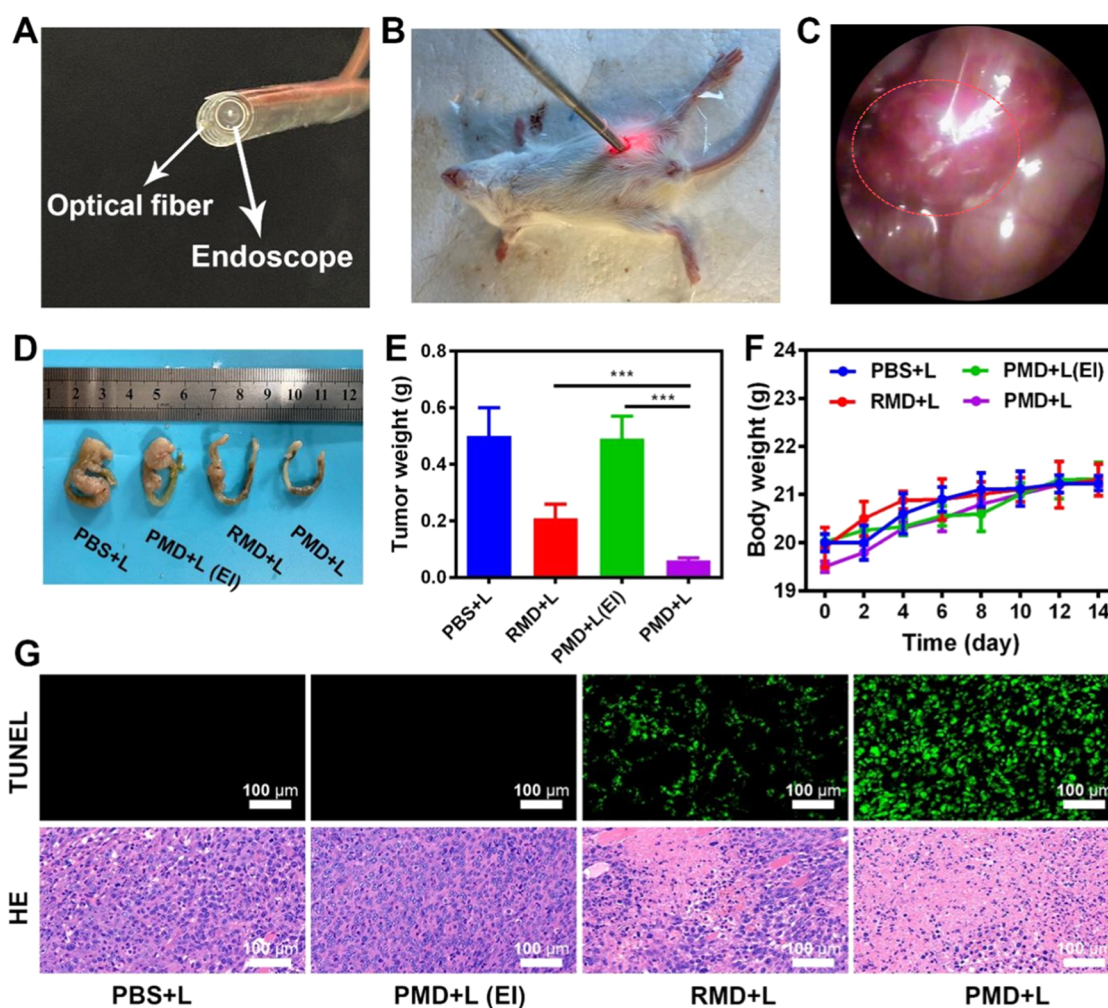 A
Optical fiber
Endoscope
B
C
D
1 2 3 4 5 6 7 8 9 10 11 12
PBS+L
PMD+L (EI)
RMD+L
PMD+L
E
Tumor weight (g)
0.8
0.6
0.4
0.2
0.0
***
***
PBS+L
RMD+L
PMD+L(EI)
PMD+L
F
Body weight (g)
24
23
22
21
20
19
PBS+L
RMD+L
PMD+L(EI)
PMD+L
0 2 4 6 8 10 12 14
Time (day)
G
TUNEL
100 µm
100 µm
100 µm
100 µm
HE
100 µm
100 µm
100 µm
100 µm
PBS+L
PMD+L (EI)
RMD+L
PMD+L